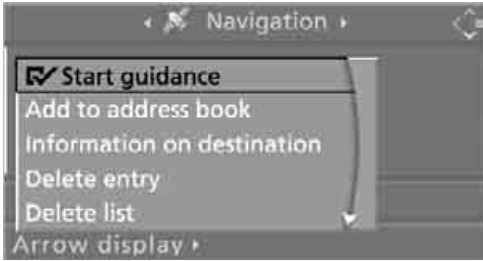 Navigation
Start guidance
Add to address book
Information on destination
Delete entry
Delete list
Arrow display